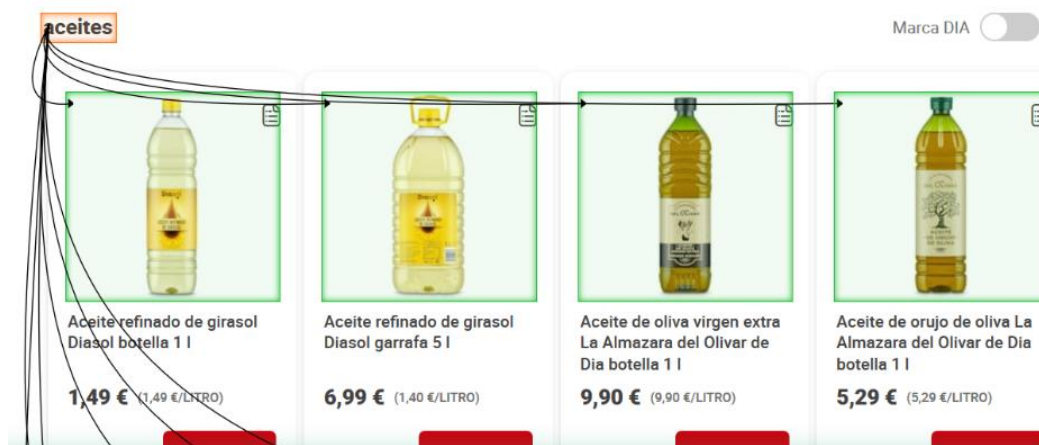 aceites
Marca DIA
Aceite refinado de girasol
Diasol botella 1 l
1,49 € (1,49 €/LITRO)
Aceite refinado de girasol
Diasol garrafa 5 l
6,99 € (1,40 €/LITRO)
Aceite de oliva virgen extra
La Almazara del Olivar de
Dia botella 1 l
9,90 € (9,90 €/LITRO)
Aceite de orujo de oliva La
Almazara del Olivar de Dia
botella 1 l
5,29 € (5,29 €/LITRO)